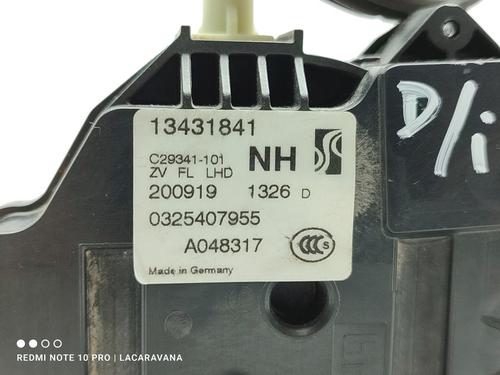 13431841
C29341-101 NH
ZV FL LHD
200919 1326 D
0325407955
A048317
CCC S
Made in Germany
D/i
REDMI NOTE 10 PRO | LACARAVANA